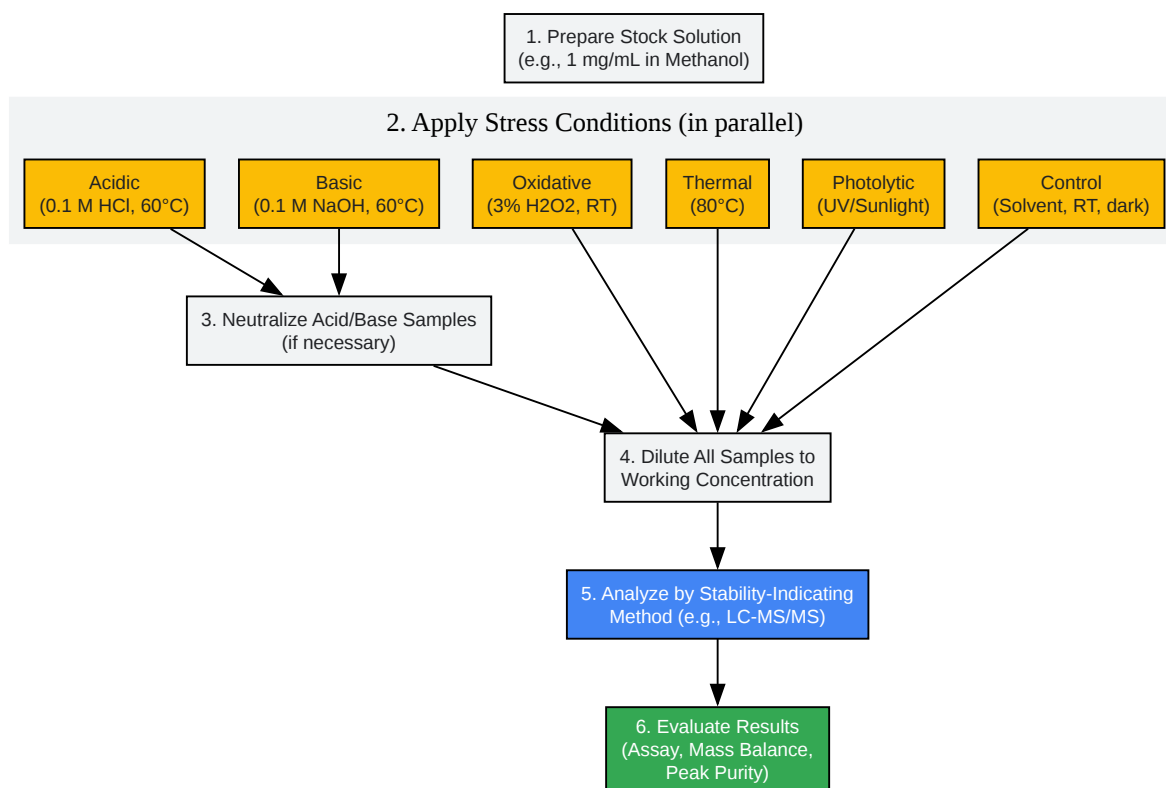 1. Prepare Stock Solution
(e.g., 1 mg/mL in Methanol)
2. Apply Stress Conditions (in parallel)
Acidic
(0.1 M HCl, 60°C)
Basic
(0.1 M NaOH, 60°C)
Oxidative
(3% H2O2, RT)
Thermal
(80°C)
Photolytic
(UV/Sunlight)
Control
(Solvent, RT, dark)
3. Neutralize Acid/Base Samples
(if necessary)
4. Dilute All Samples to
Working Concentration
5. Analyze by Stability-Indicating
Method (e.g., LC-MS/MS)
6. Evaluate Results
(Assay, Mass Balance,
Peak Purity)